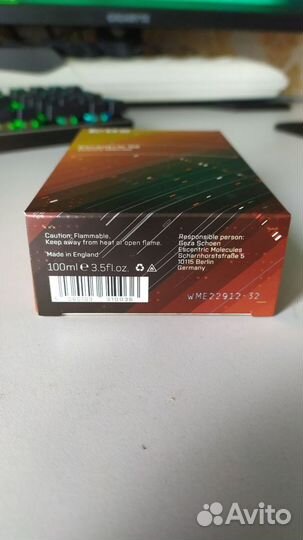 Caution: Flammable.
Keep away from heat or open flame.
Made in England
100ml e 3.5fl.oz.
Responsible person:
Geza Schoen
Escentric Molecules
Scharnhorststraße 5
10115 Berlin
Germany
WME22912-32
Avito